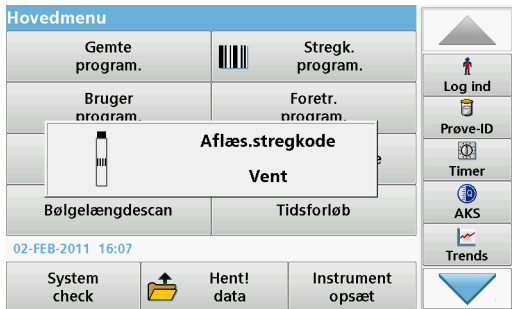 Hovedmenu
Gemte
program.
Stregk.
program.
Bruger
program.
Foretr.
program.
Aflæs.stregkode
Vent
Bølgelængdescan
Tidsforløb
02-FEB-2011 16:07
System
check
Hent!
data
Instrument
opsæt
Log ind
Prøve-ID
Timer
AKS
Trends